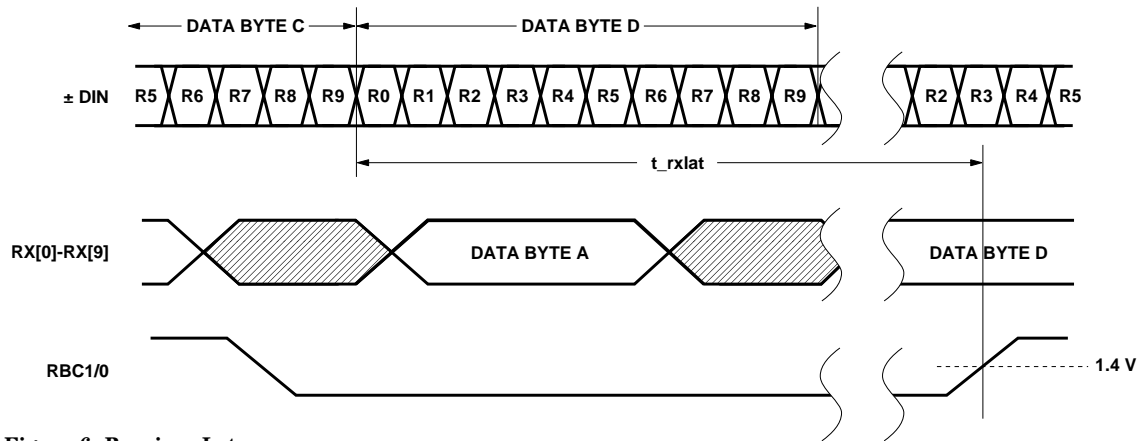 DATA BYTE C DATA BYTE D
± DIN R5 R6 R7 R8 R9 R0 R1 R2 R3 R4 R5 R6 R7 R8 R9 R2 R3 R4 R5
t_rxlat
RX[0]-RX[9] DATA BYTE A DATA BYTE D
RBC1/0 1.4 V